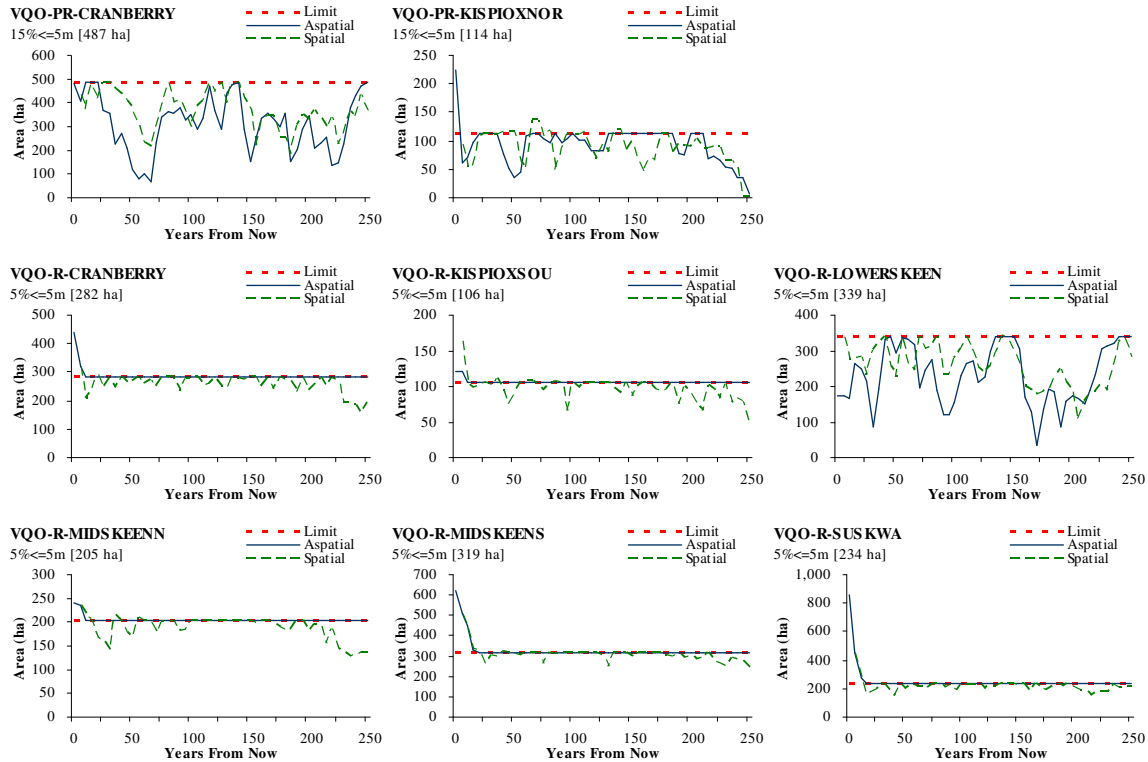 VQO-PR-CRANBERRY
15%<=5m [487 ha]
Limit
Aspatial
Spatial
600
500
400
300
200
100
0
Area (ha)
0 50 100 150 200 250
Years From Now
VQO-PR-KISPIOXNOR
15%<=5m [114 ha]
Limit
Aspatial
Spatial
250
200
150
100
50
0
Area (ha)
0 50 100 150 200 250
Years From Now
VQO-R-CRANBERRY
5%<=5m [282 ha]
Limit
Aspatial
Spatial
500
400
300
200
100
0
Area (ha)
0 50 100 150 200 250
Years From Now
VQO-R-KISPIOXSOU
5%<=5m [106 ha]
Limit
Aspatial
Spatial
200
150
100
50
0
Area (ha)
0 50 100 150 200 250
Years From Now
VQO-R-LOWERSKEEN
5%<=5m [339 ha]
Limit
Aspatial
Spatial
400
300
200
100
0
Area (ha)
0 50 100 150 200 250
Years From Now
VQO-R-MIDSKEENN
5%<=5m [205 ha]
Limit
Aspatial
Spatial
300
250
200
150
100
50
0
Area (ha)
0 50 100 150 200 250
Years From Now
VQO-R-MIDSKEENS
5%<=5m [319 ha]
Limit
Aspatial
Spatial
700
600
500
400
300
200
100
0
Area (ha)
0 50 100 150 200 250
Years From Now
VQO-R-SUSKWA
5%<=5m [234 ha]
Limit
Aspatial
Spatial
1,000
800
600
400
200
0
Area (ha)
0 50 100 150 200 250
Years From Now